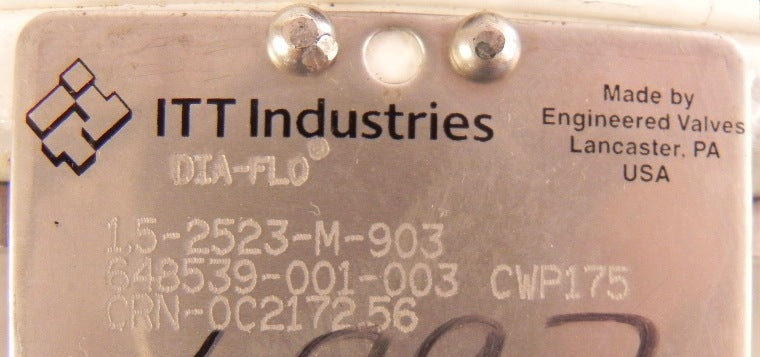 ITT Industries
Made by
Engineered Valves
Lancaster, PA
USA
DIA-FLO®
1.5-2523-M-903
648539-001-003 CWP175
CRN-0C2172.56